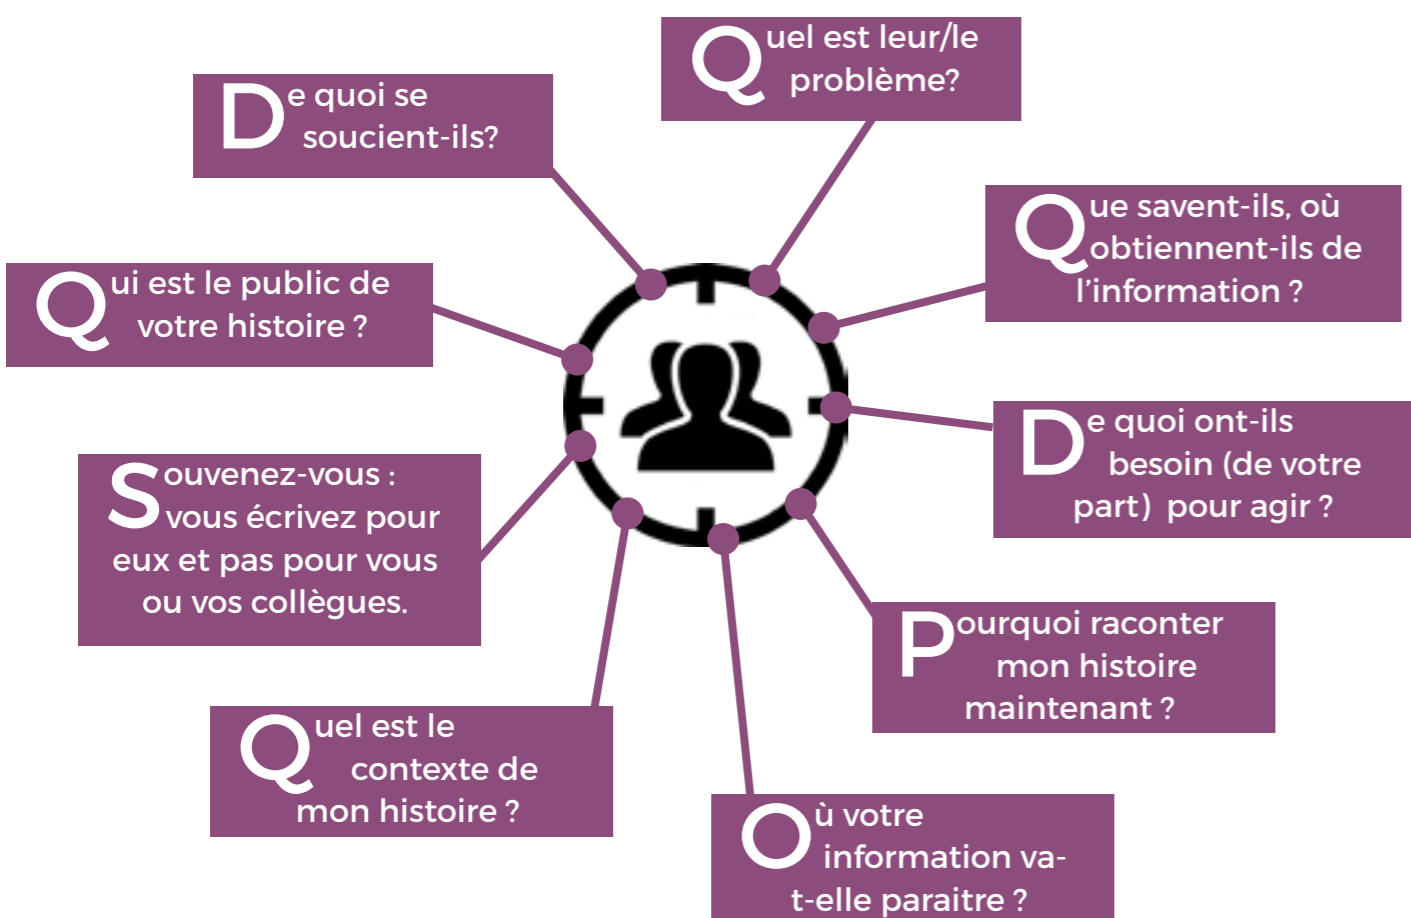 Quel est leur/le
problème?
De quoi se
soucient-ils?
Que savent-ils, où
obtiennent-ils de
l'information ?
Qui est le public de
votre histoire ?
De quoi ont-ils
besoin (de votre
part) pour agir ?
Souvenez-vous :
vous écrivez pour
eux et pas pour vous
ou vos collègues.
Pourquoi raconter
mon histoire
maintenant ?
Quel est le
contexte de
mon histoire ?
Où votre
information va-
t-elle paraitre ?